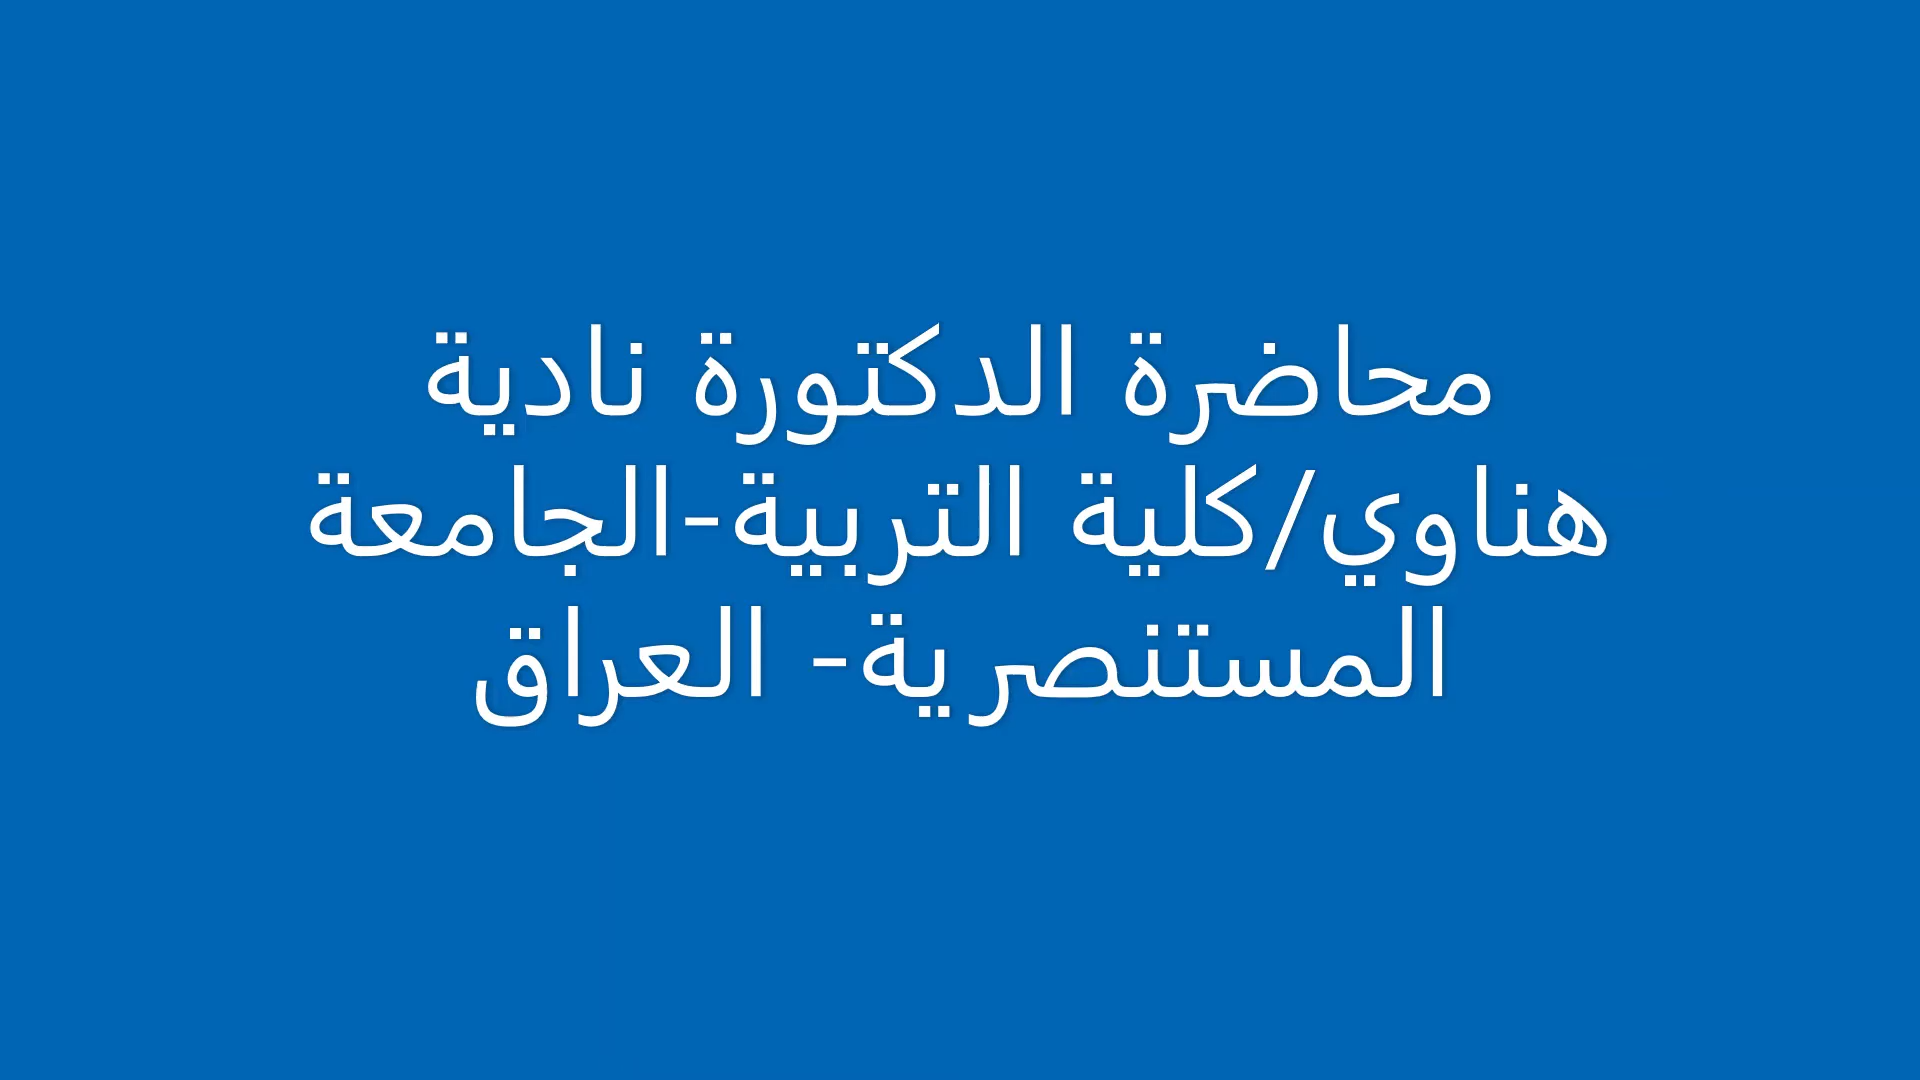 محاضرة الدكتورة نادية
هناوي/كلية التربية-الجامعة
المستنصرية- العراق